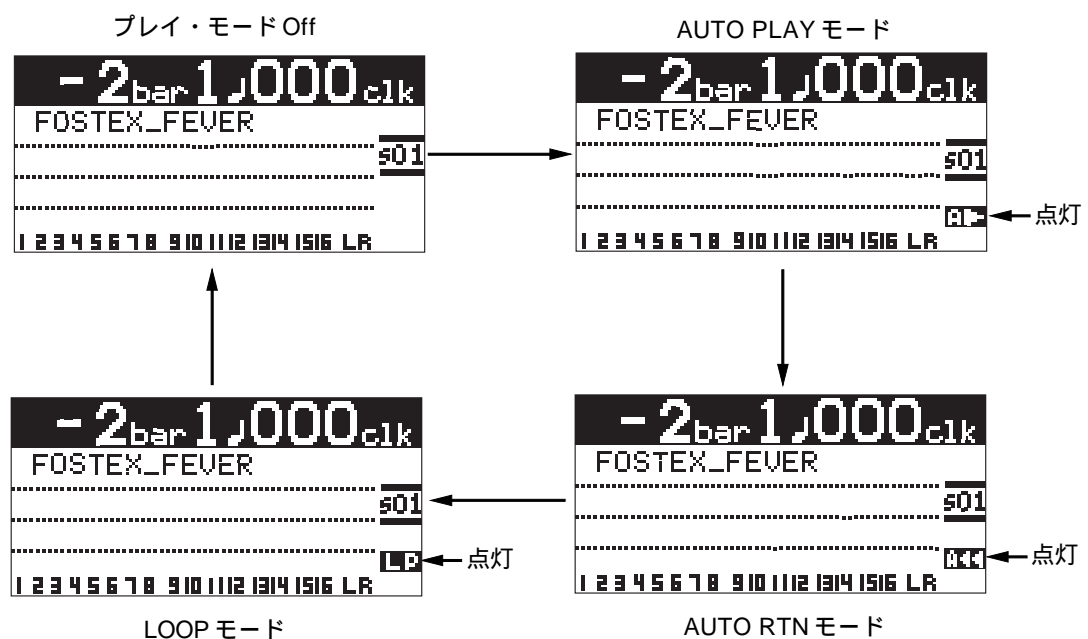 プレイ・モード Off
-2bar 1♩000clk
FOSTEX_FEVER
s01
1 2 3 4 5 6 7 8 9 10 11 12 13 14 15 16 L R
AUTO PLAY モード
-2bar 1♩000clk
FOSTEX_FEVER
s01
点灯
1 2 3 4 5 6 7 8 9 10 11 12 13 14 15 16 L R
-2bar 1♩000clk
FOSTEX_FEVER
s01
LP 点灯
1 2 3 4 5 6 7 8 9 10 11 12 13 14 15 16 L R
LOOP モード
-2bar 1♩000clk
FOSTEX_FEVER
s01
点灯
1 2 3 4 5 6 7 8 9 10 11 12 13 14 15 16 L R
AUTO RTN モード